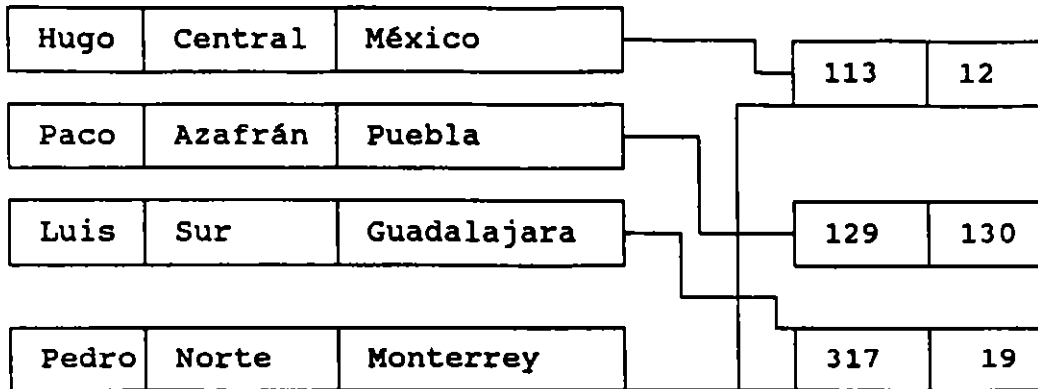 Hugo Central México
113 12
Paco Azafrán Puebla
Luis Sur Guadalajara
129 130
Pedro Norte Monterrey
317 19